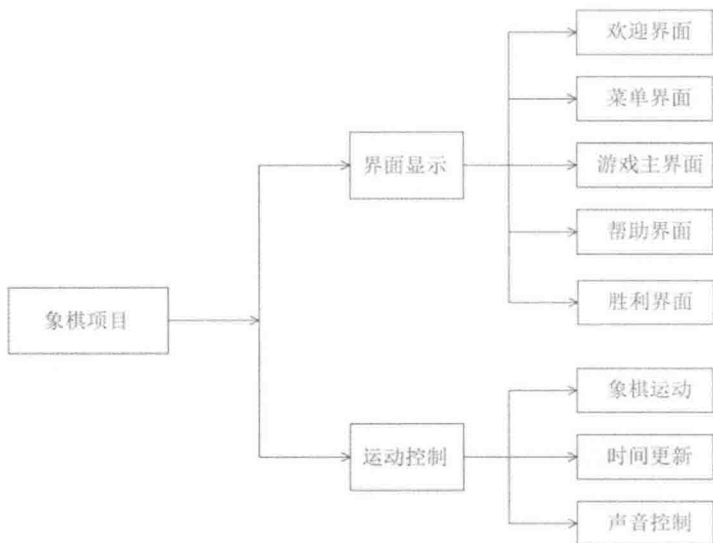 欢迎界面
菜单界面
界面显示
游戏主界面
帮助界面
象棋项目
胜利界面
象棋运动
运动控制
时间更新
声音控制